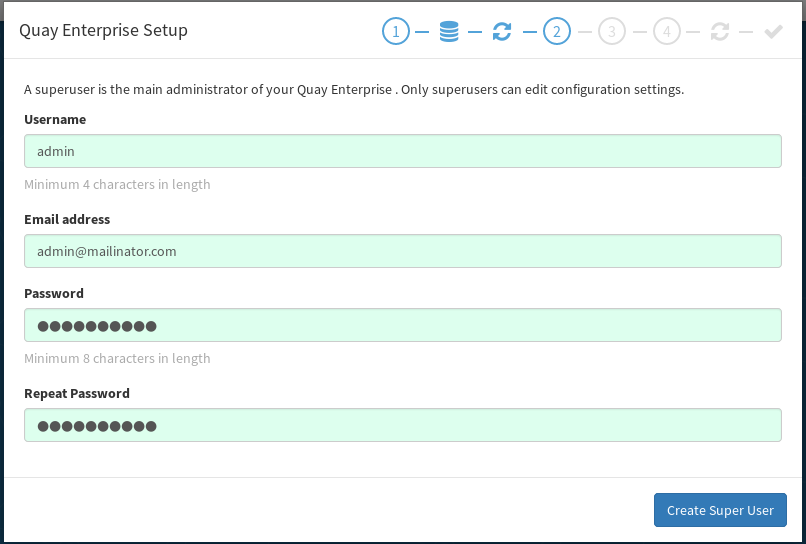 Quay Enterprise Setup
1 2 3 4
A superuser is the main administrator of your Quay Enterprise . Only superusers can edit configuration settings.
Username
admin
Minimum 4 characters in length
Email address
admin@mailinator.com
Password
●●●●●●●●●●
Minimum 8 characters in length
Repeat Password
●●●●●●●●●●
Create Super User